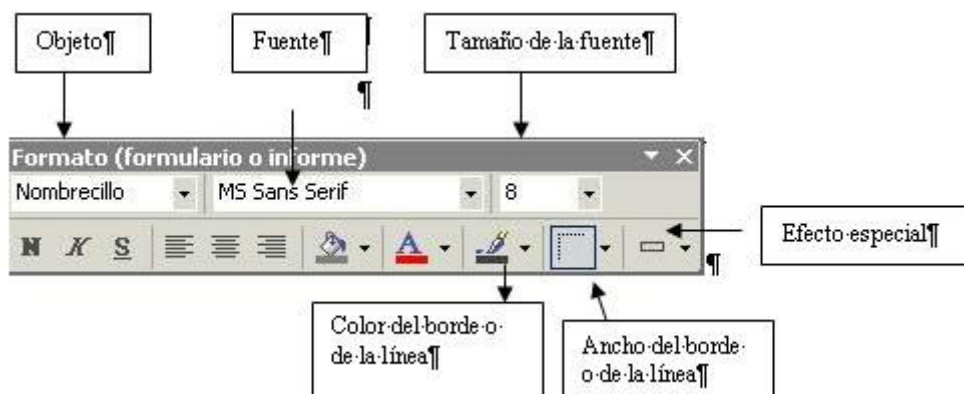 Objeto¶
Fuente¶
Tamaño·de·la·fuente¶
¶
Formato (formulario o informe)
Nombrecillo
MS Sans Serif
8
N K S
A
Efecto·especial¶
¶
Color·del·borde·o·
de·la·línea¶
Ancho·del·borde·
o·de·la·línea¶